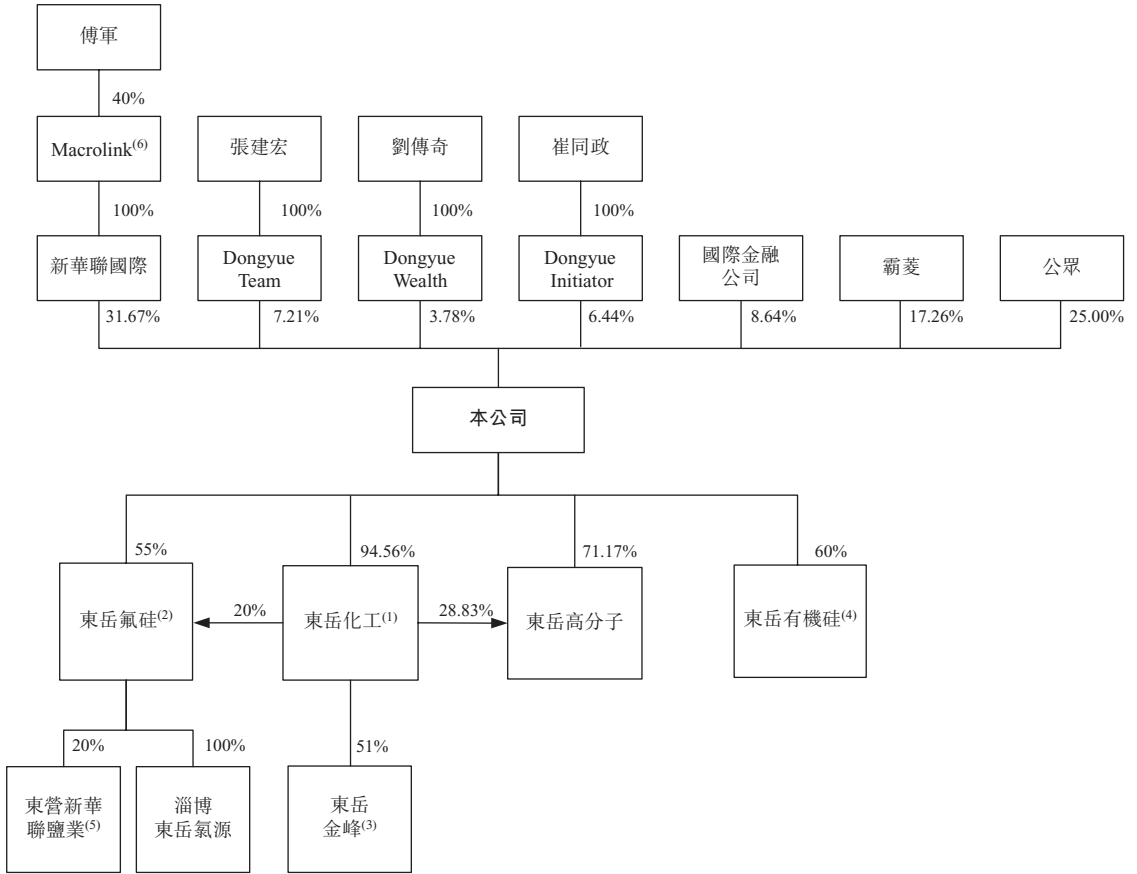 傅軍
40%
Macrolink(6)
張建宏
劉傳奇
崔同政
100%
100%
100%
100%
新華聯國際
Dongyue
Team
Dongyue
Wealth
Dongyue
Initiator
國際金融
公司
霸菱
公眾
31.67%
7.21%
3.78%
6.44%
8.64%
17.26%
25.00%
本公司
55%
94.56%
71.17%
60%
東岳氟硅(2)
20%
東岳化工(1)
28.83%
東岳高分子
東岳有機硅(4)
20%
100%
51%
東營新華
聯鹽業(5)
淄博
東岳氯源
東岳
金峰(3)